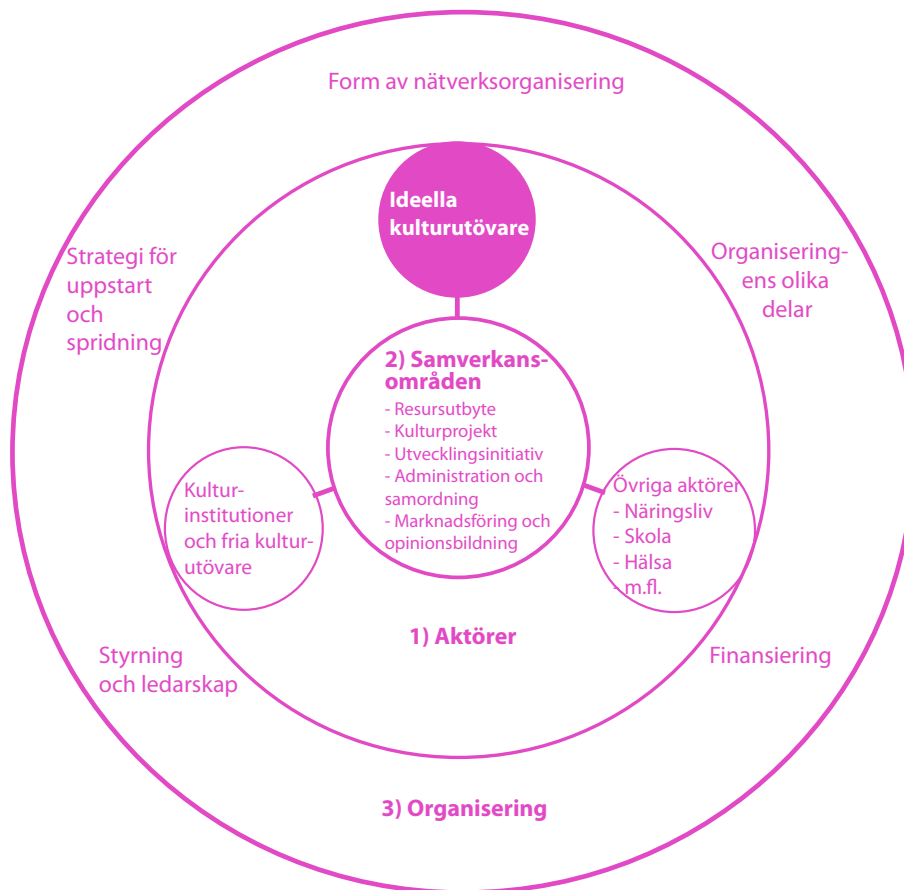 Form av nätverksorganisering
Ideella
kulturutövare
Strategi för
uppstart
och
spridning
Organisering-
ens olika
delar
2) Samverkans-
områden
- Resursutbyte
- Kulturprojekt
- Utvecklingsinitiativ
- Administration och
samordning
- Marknadsföring och
opinionsbildning
Kultur-
institutioner
och fria kultur-
utövare
Övriga aktörer
- Näringsliv
- Skola
- Hälsa
- m.fl.
1) Aktörer
Styrning
och ledarskap
Finansiering
3) Organisering